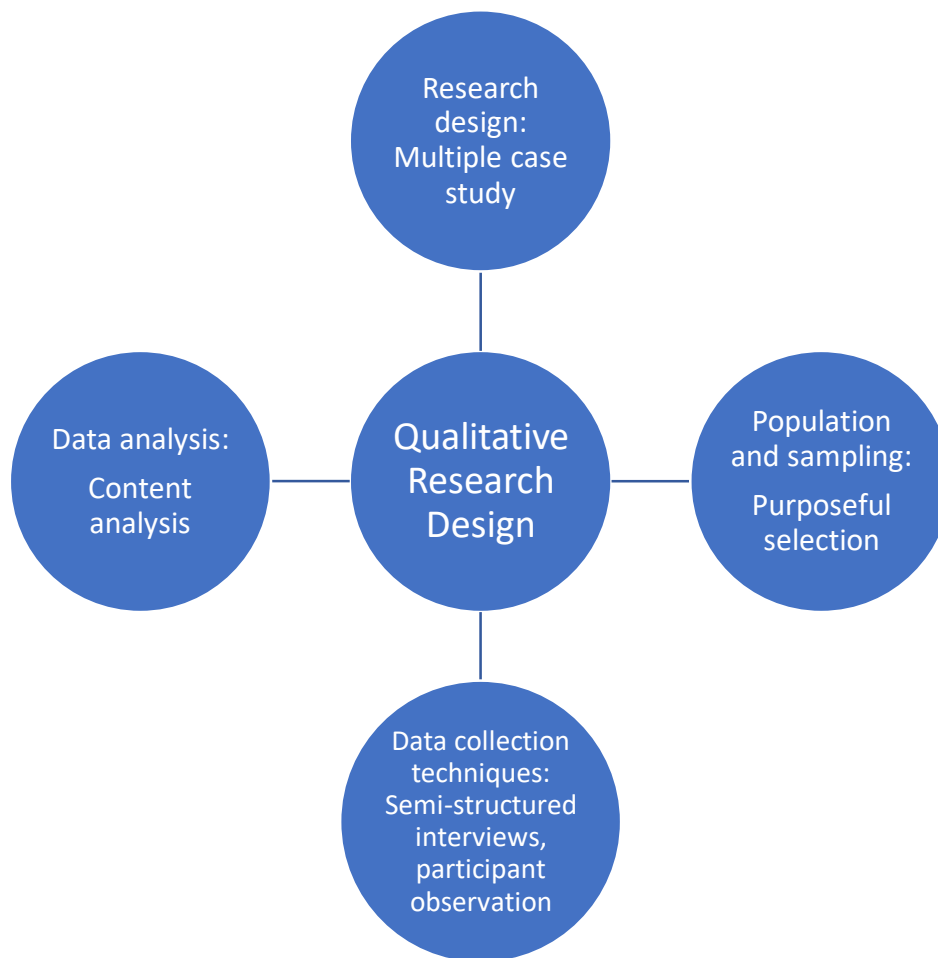 Research
design:
Multiple case
study
Data analysis:
Content
analysis
Qualitative
Research
Design
Population
and sampling:
Purposeful
selection
Data collection
techniques:
Semi-structured
interviews,
participant
observation